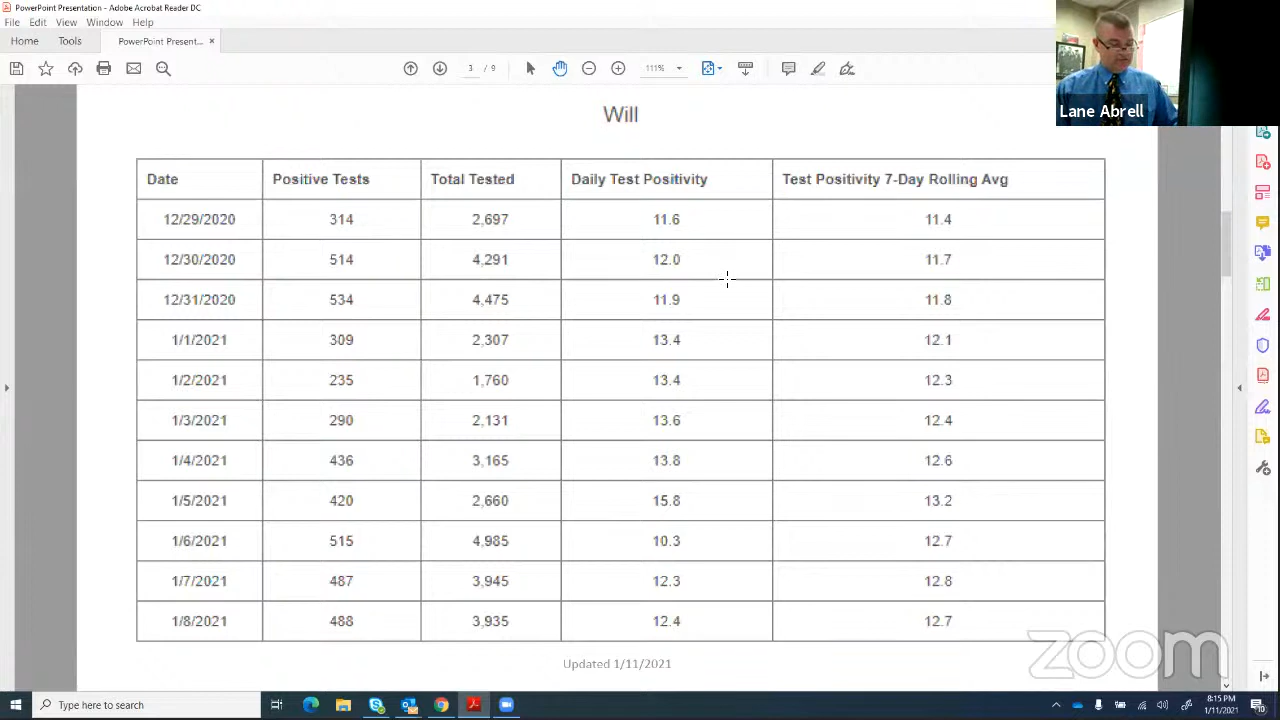 PowerPoint Presentation - Adobe Acrobat Reader DC
File Edit View Window Help
Home Tools PowerPoint Present... ×
3 / 9 111%
Lane Abrell
Will
Date Positive Tests Total Tested Daily Test Positivity Test Positivity 7-Day Rolling Avg
12/29/2020 314 2,697 11.6 11.4
12/30/2020 514 4,291 12.0 11.7
12/31/2020 534 4,475 11.9 11.8
1/1/2021 309 2,307 13.4 12.1
1/2/2021 235 1,760 13.4 12.3
1/3/2021 290 2,131 13.6 12.4
1/4/2021 436 3,165 13.8 12.6
1/5/2021 420 2,660 15.8 13.2
1/6/2021 515 4,985 10.3 12.7
1/7/2021 487 3,945 12.3 12.8
1/8/2021 488 3,935 12.4 12.7
Updated 1/11/2021
zoom
Type here to search
8:15 PM
1/11/2021